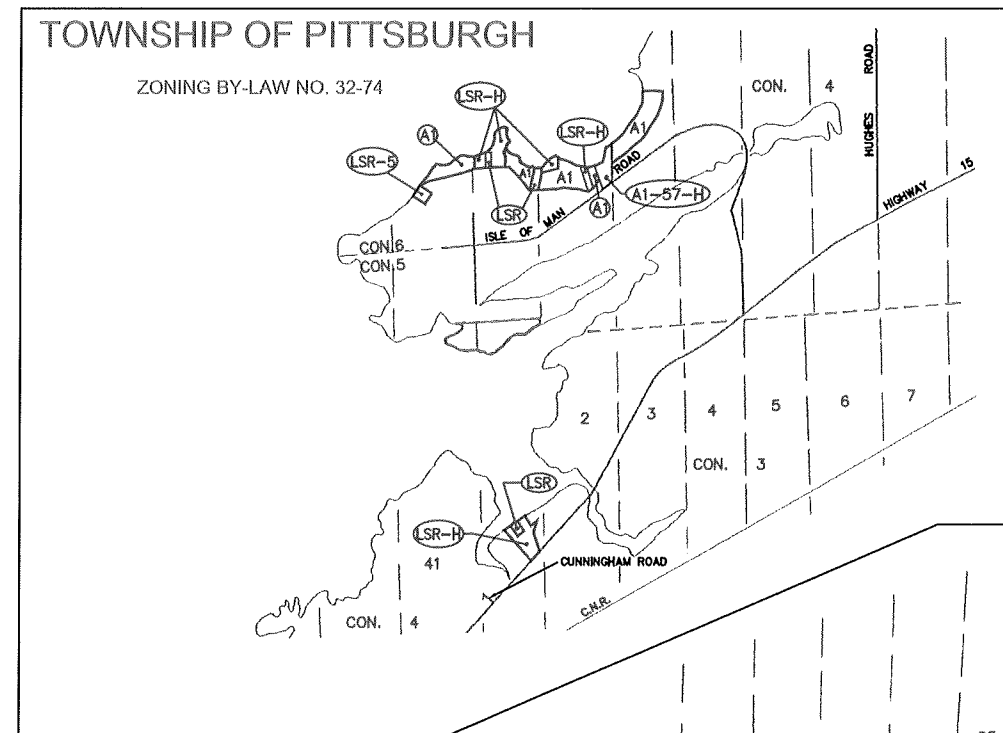 TOWNSHIP OF PITTSBURGH
ZONING BY-LAW NO. 32-74
CON. 4
HUGHES ROAD
HIGHWAY 15
LSR-H
A1
LSR-5
LSR-H
A1
A1
A1
A1-57-H
A1
LSR
ISLE OF MAN ROAD
CON.6
CON.5
2 3 4 5 6 7
CON. 3
LSR
LSR-H
41
CUNNINGHAM ROAD
C.N.R.
CON. 4